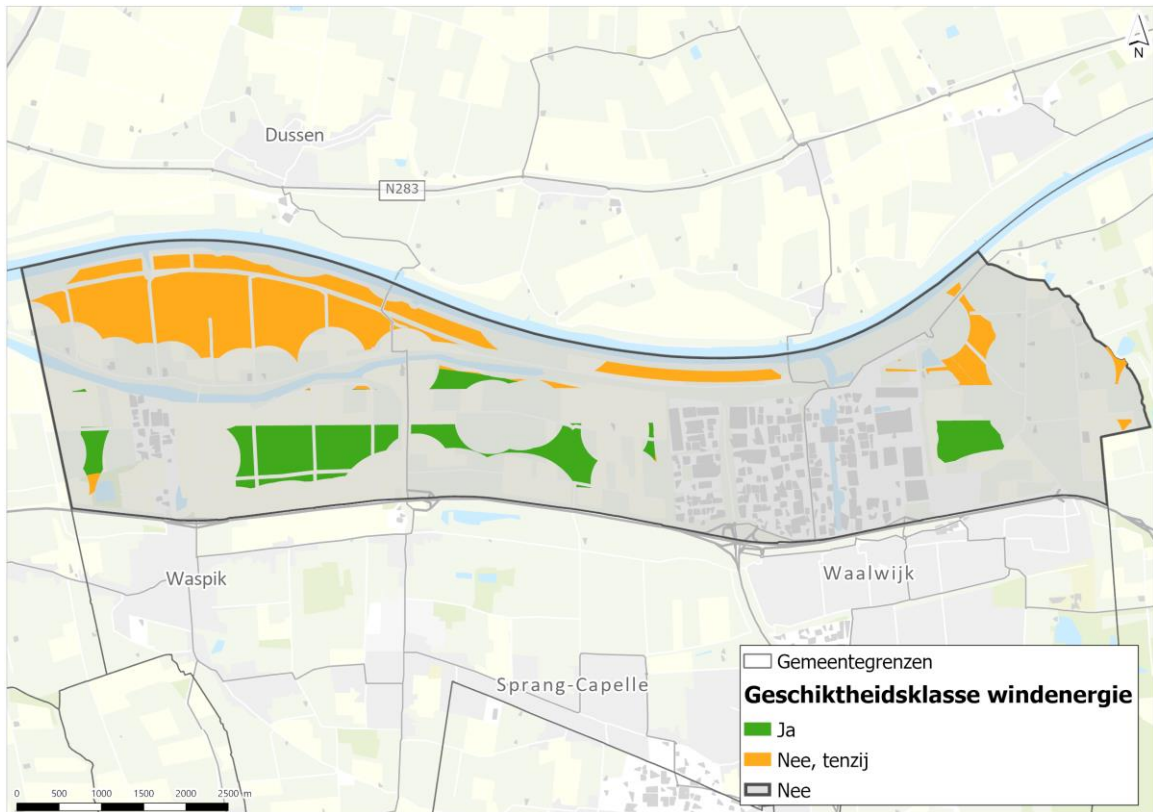 N
Dussen
N283
Waspik
Waalwijk
Sprang-Capelle
Gemeentegrenzen
Geschiktheidsklasse windenergie
Ja
Nee, tenzij
Nee
0 500 1000 1500 2000 2500 m